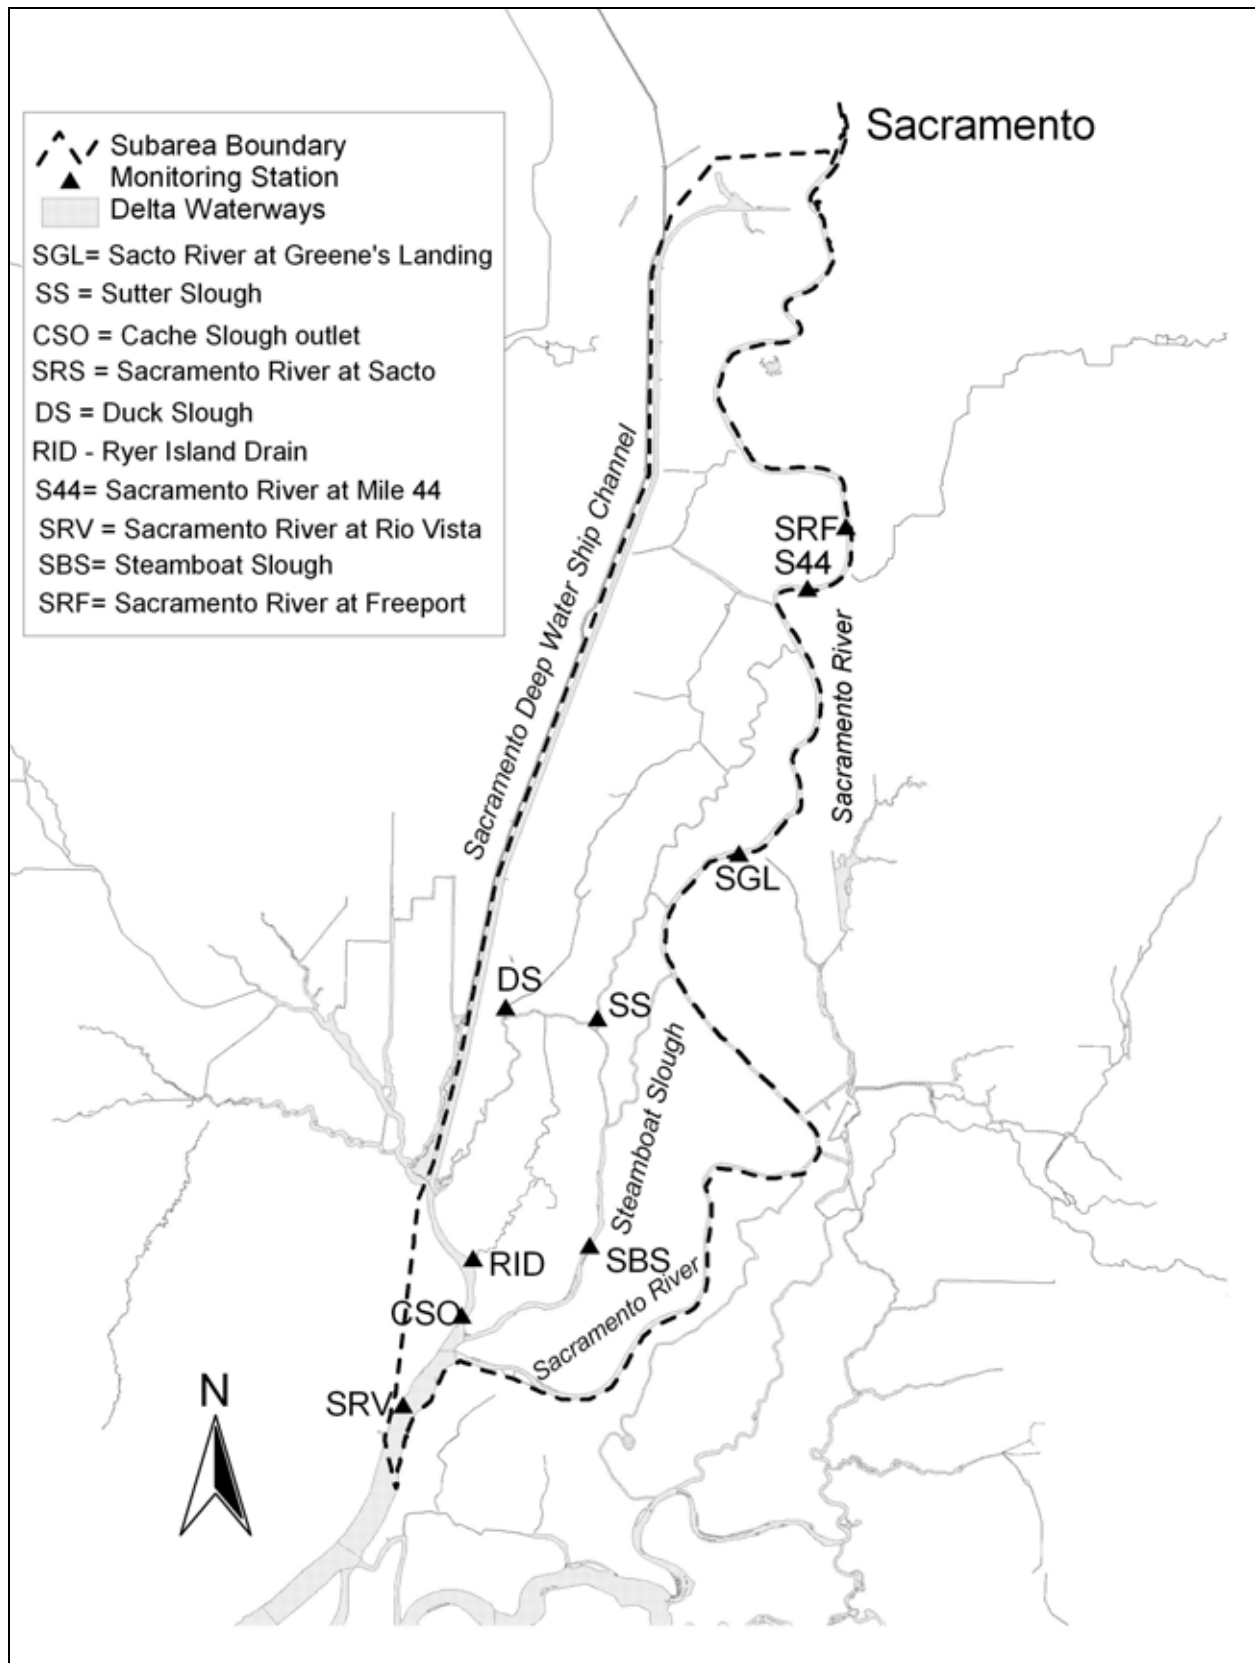 Sacramento
Subarea Boundary
Monitoring Station
Delta Waterways
SGL= Sacto River at Greene's Landing
SS = Sutter Slough
CSO = Cache Slough outlet
SRS = Sacramento River at Sacto
DS = Duck Slough
RID - Ryer Island Drain
S44= Sacramento River at Mile 44
SRV = Sacramento River at Rio Vista
SBS= Steamboat Slough
SRF= Sacramento River at Freeport
Sacramento Deep Water Ship Channel
SRF
S44
Sacramento River
SGL
DS
SS
Steamboat Slough
RID
SBS
CSO
Sacramento River
SRV
N